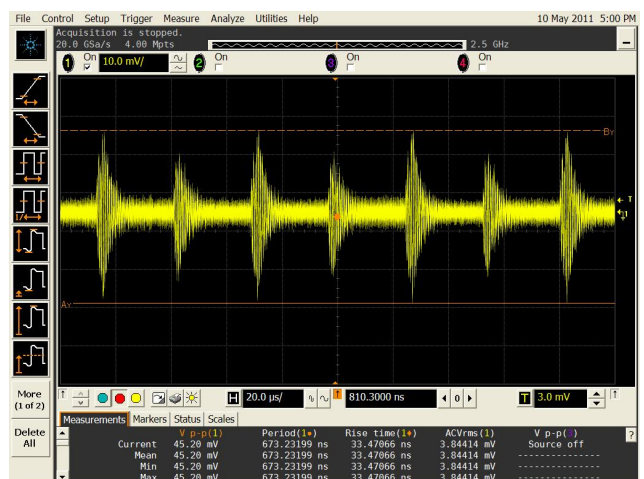 File Control Setup Trigger Measure Analyze Utilities Help 10 May 2011 5:00 PM
Acquisition is stopped.
20.0 GSa/s 4.00 Mpts 2.5 GHz
1 On 10.0 mV/ 2 On 3 On 4 On
By
T
1
Ay
More
(1 of 2)
Delete
All
H 20.0 µs/ 810.3000 ns 0 T 3.0 mV
Measurements Markers Status Scales
V p-p(1) Period(1) Rise time(1) ACVrms(1) V p-p(3) ?
Current 45.20 mV 673.23199 ns 33.47066 ns 3.84414 mV Source off
Mean 45.20 mV 673.23199 ns 33.47066 ns 3.84414 mV ---------------
Min 45.20 mV 673.23199 ns 33.47066 ns 3.84414 mV ---------------
Max 45.20 mV 673.23199 ns 33.47066 ns 3.84414 mV ---------------